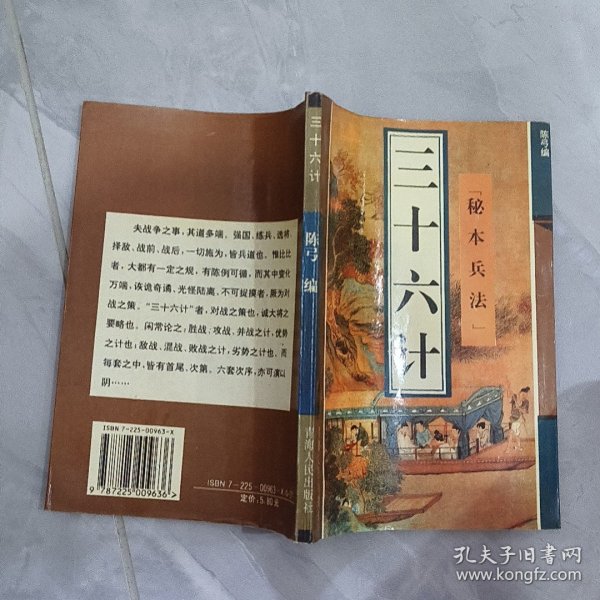 三十六计
「秘本兵法」
陈弓编
三十六计
陈弓 编
青海人民出版社
夫战争之事，其道多端。强国、练兵、选将、
择敌、战前、战后，一切施为，皆兵道也。惟比比
者，大都有一定之规，有陈例可循，而其中变化
万端，诙诡奇谲、光怪陆离、不可捉摸者，厥为对
战之策。“三十六计”者，对战之策也，诚大将之
要略也。闲常论之；胜战、攻战、并战之计，优势
之计也；敌战、混战、败战之计，劣势之计也、而
每套之中，皆有首尾、次第。六套次序，亦可演以
阴……
ISBN 7-225-00963-X
9 787225 009636 >
ISBN 7—225—00963-X
定价：5.80元
孔夫子旧书网
www.kongfz.com